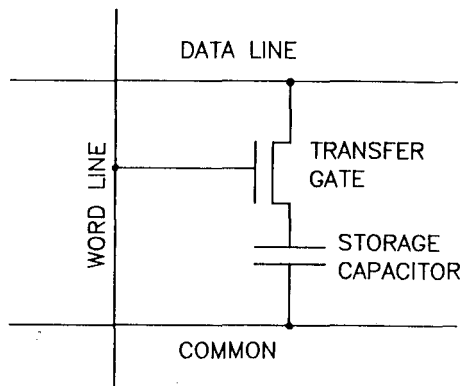 DATA LINE
WORD LINE
TRANSFER
GATE
STORAGE
CAPACITOR
COMMON